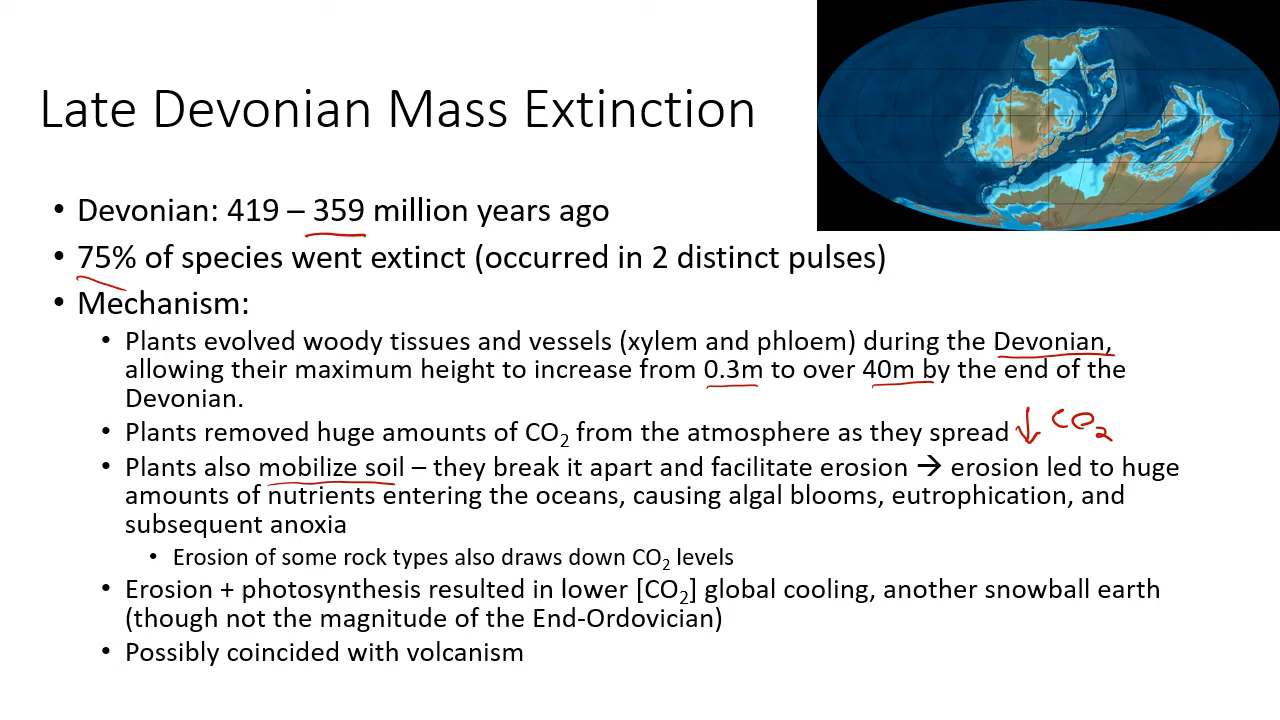 Late Devonian Mass Extinction
• Devonian: 419 – 359 million years ago
• 75% of species went extinct (occurred in 2 distinct pulses)
• Mechanism:
• Plants evolved woody tissues and vessels (xylem and phloem) during the Devonian,
allowing their maximum height to increase from 0.3m to over 40m by the end of the
Devonian.
• Plants removed huge amounts of CO₂ from the atmosphere as they spread ↓ CO₂
• Plants also mobilize soil – they break it apart and facilitate erosion → erosion led to huge
amounts of nutrients entering the oceans, causing algal blooms, eutrophication, and
subsequent anoxia
• Erosion of some rock types also draws down CO₂ levels
• Erosion + photosynthesis resulted in lower [CO₂] global cooling, another snowball earth
(though not the magnitude of the End-Ordovician)
• Possibly coincided with volcanism